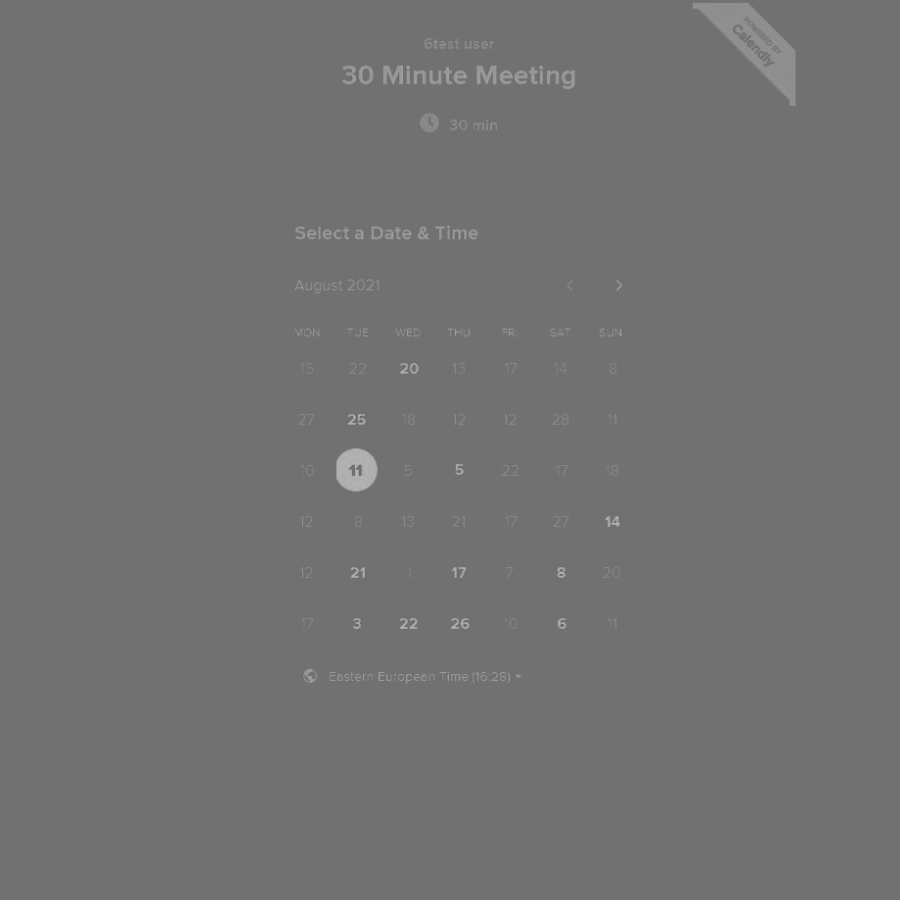 6test user
POWERED BY
Calendly
30 Minute Meeting
30 min
Select a Date & Time
August 2021
MON TUE WED THU FRI SAT SUN
15 22 20 13 17 14 8
27 25 18 12 12 28 11
10 11 5 5 22 17 18
12 8 13 21 17 27 14
12 21 1 17 7 8 20
17 3 22 26 10 6 11
Eastern European Time (16:28)